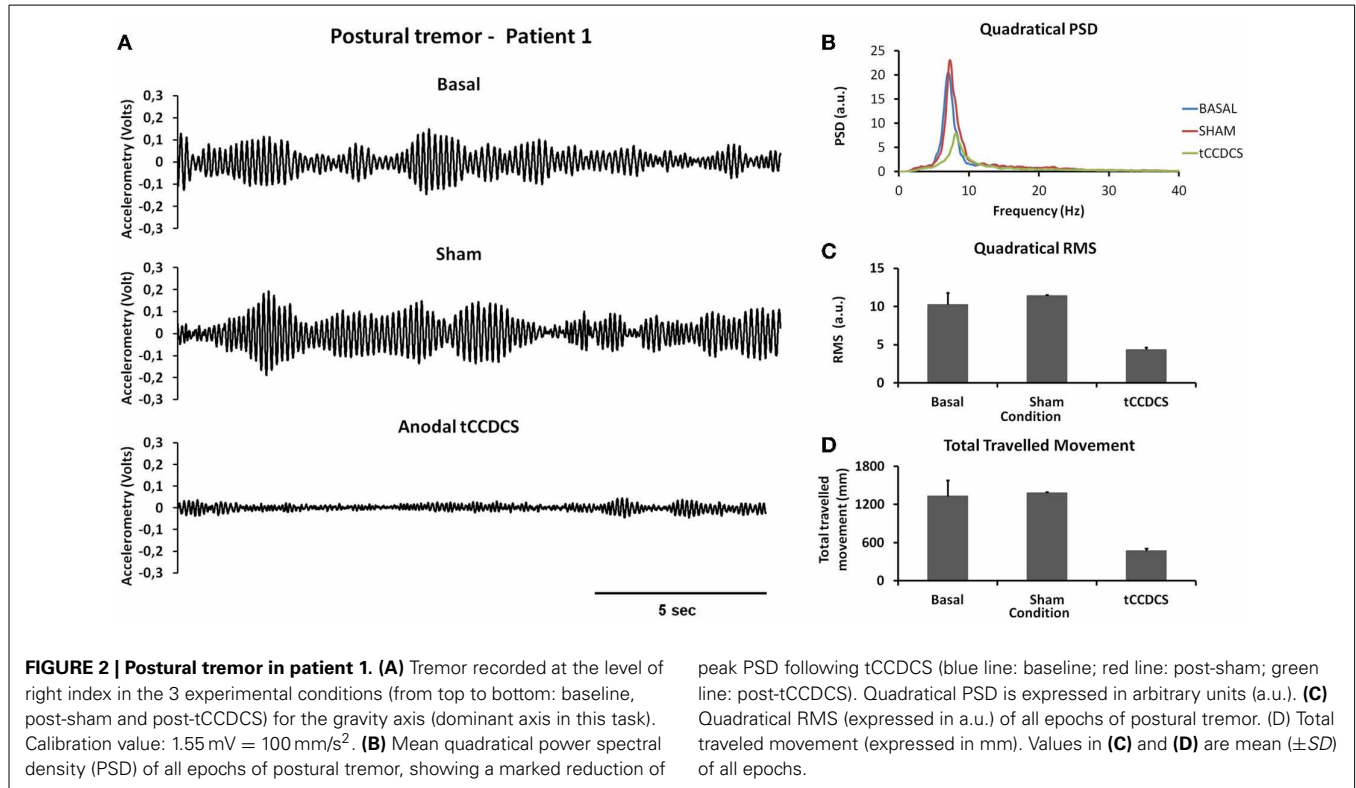 A
Postural tremor - Patient 1
Basal
Accelerometry (Volts)
0,3
0,2
0,1
0
-0,1
-0,2
-0,3
Sham
Accelerometry (Volt)
0,3
0,2
0,1
0
-0,1
-0,2
-0,3
Anodal tCCDCS
Accelerometry (Volts)
0,3
0,2
0,1
0
-0,1
-0,2
-0,3
5 sec
B
Quadratical PSD
PSD (a.u.)
25
20
15
10
5
0
0 10 20 30 40
Frequency (Hz)
BASAL
SHAM
tCCDCS
C
Quadratical RMS
RMS (a.u.)
15
10
5
0
Basal Sham tCCDCS
Condition
D
Total Travelled Movement
Total travelled
movement (mm)
1800
1200
600
0
Basal Sham tCCDCS
Condition
FIGURE 2 | Postural tremor in patient 1. (A) Tremor recorded at the level of
right index in the 3 experimental conditions (from top to bottom: baseline,
post-sham and post-tCCDCS) for the gravity axis (dominant axis in this task).
Calibration value: 1.55 mV = 100 mm/s². (B) Mean quadratical power spectral
density (PSD) of all epochs of postural tremor, showing a marked reduction of
peak PSD following tCCDCS (blue line: baseline; red line: post-sham; green
line: post-tCCDCS). Quadratical PSD is expressed in arbitrary units (a.u.). (C)
Quadratical RMS (expressed in a.u.) of all epochs of postural tremor. (D) Total
traveled movement (expressed in mm). Values in (C) and (D) are mean (±SD)
of all epochs.